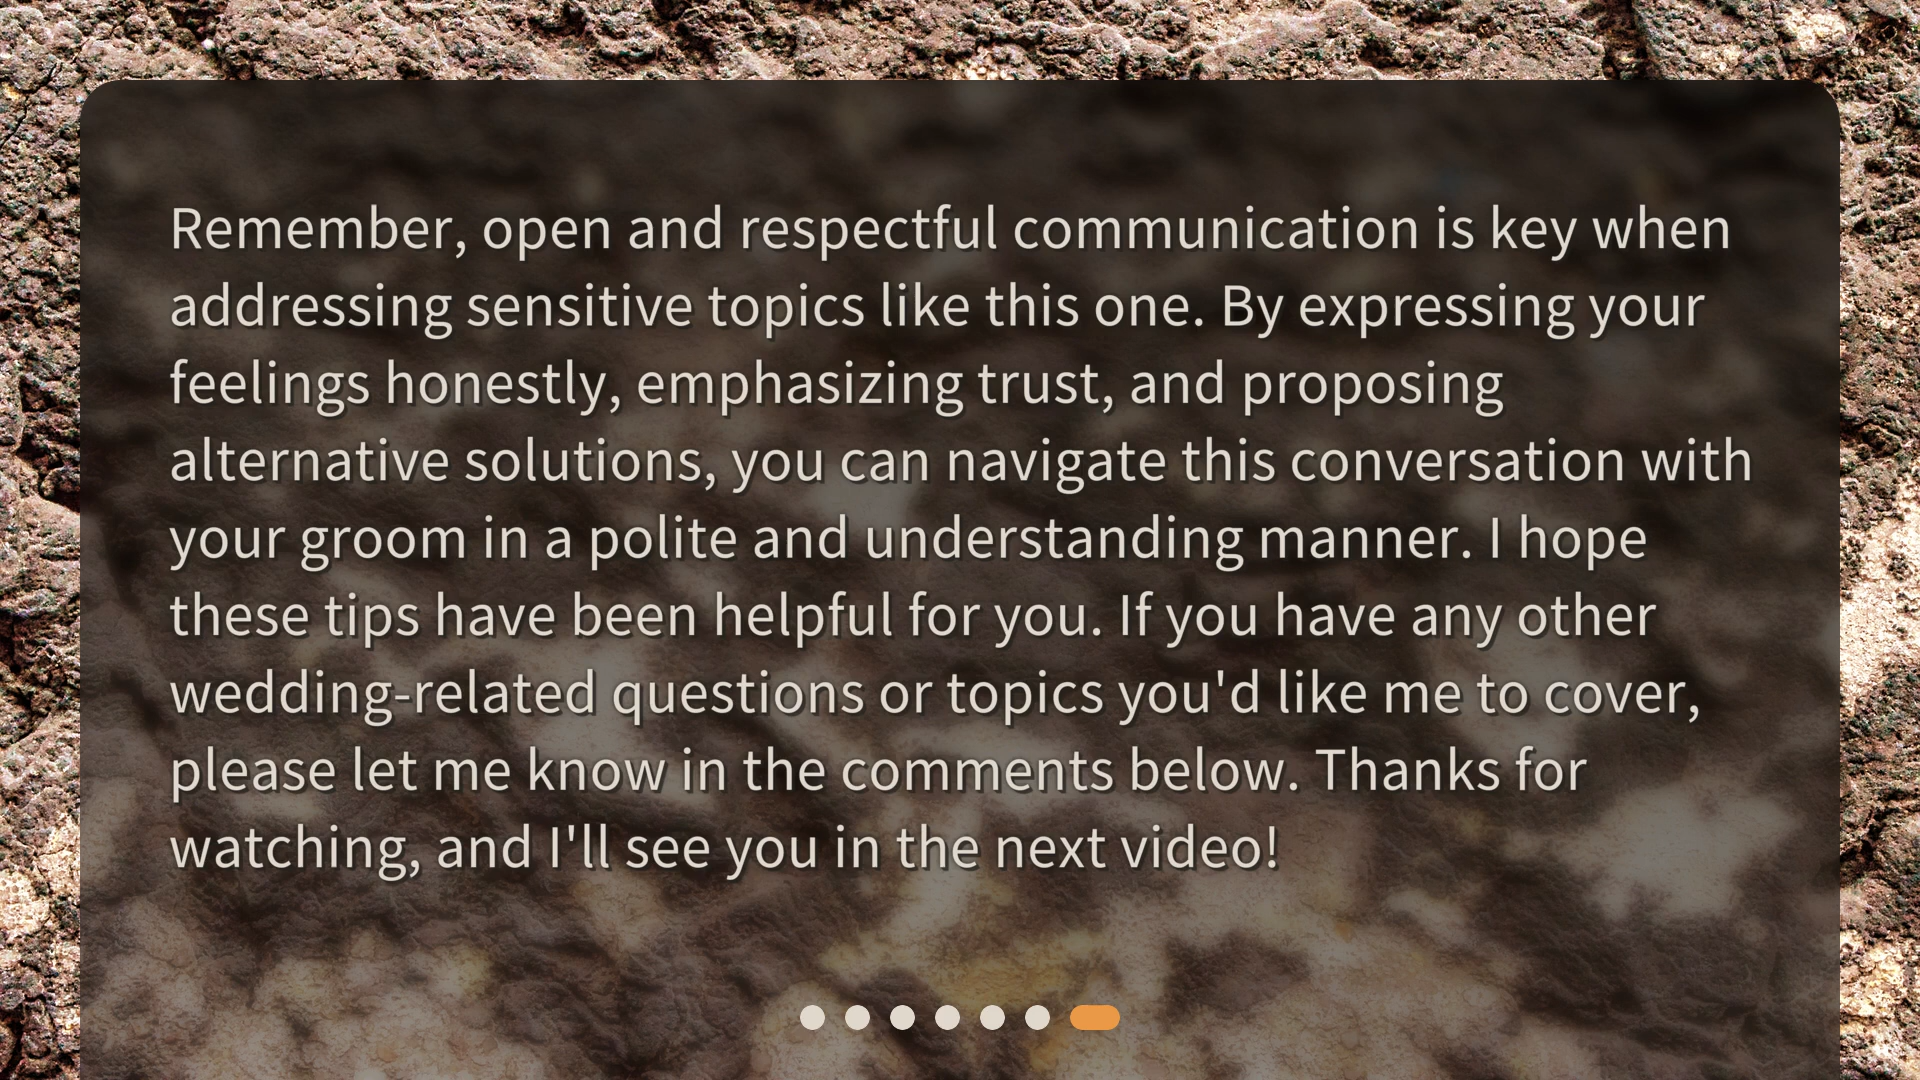 Remember, open and respectful communication is key when
addressing sensitive topics like this one. By expressing your
feelings honestly, emphasizing trust, and proposing
alternative solutions, you can navigate this conversation with
your groom in a polite and understanding manner. I hope
these tips have been helpful for you. If you have any other
wedding-related questions or topics you'd like me to cover,
please let me know in the comments below. Thanks for
watching, and I'll see you in the next video!